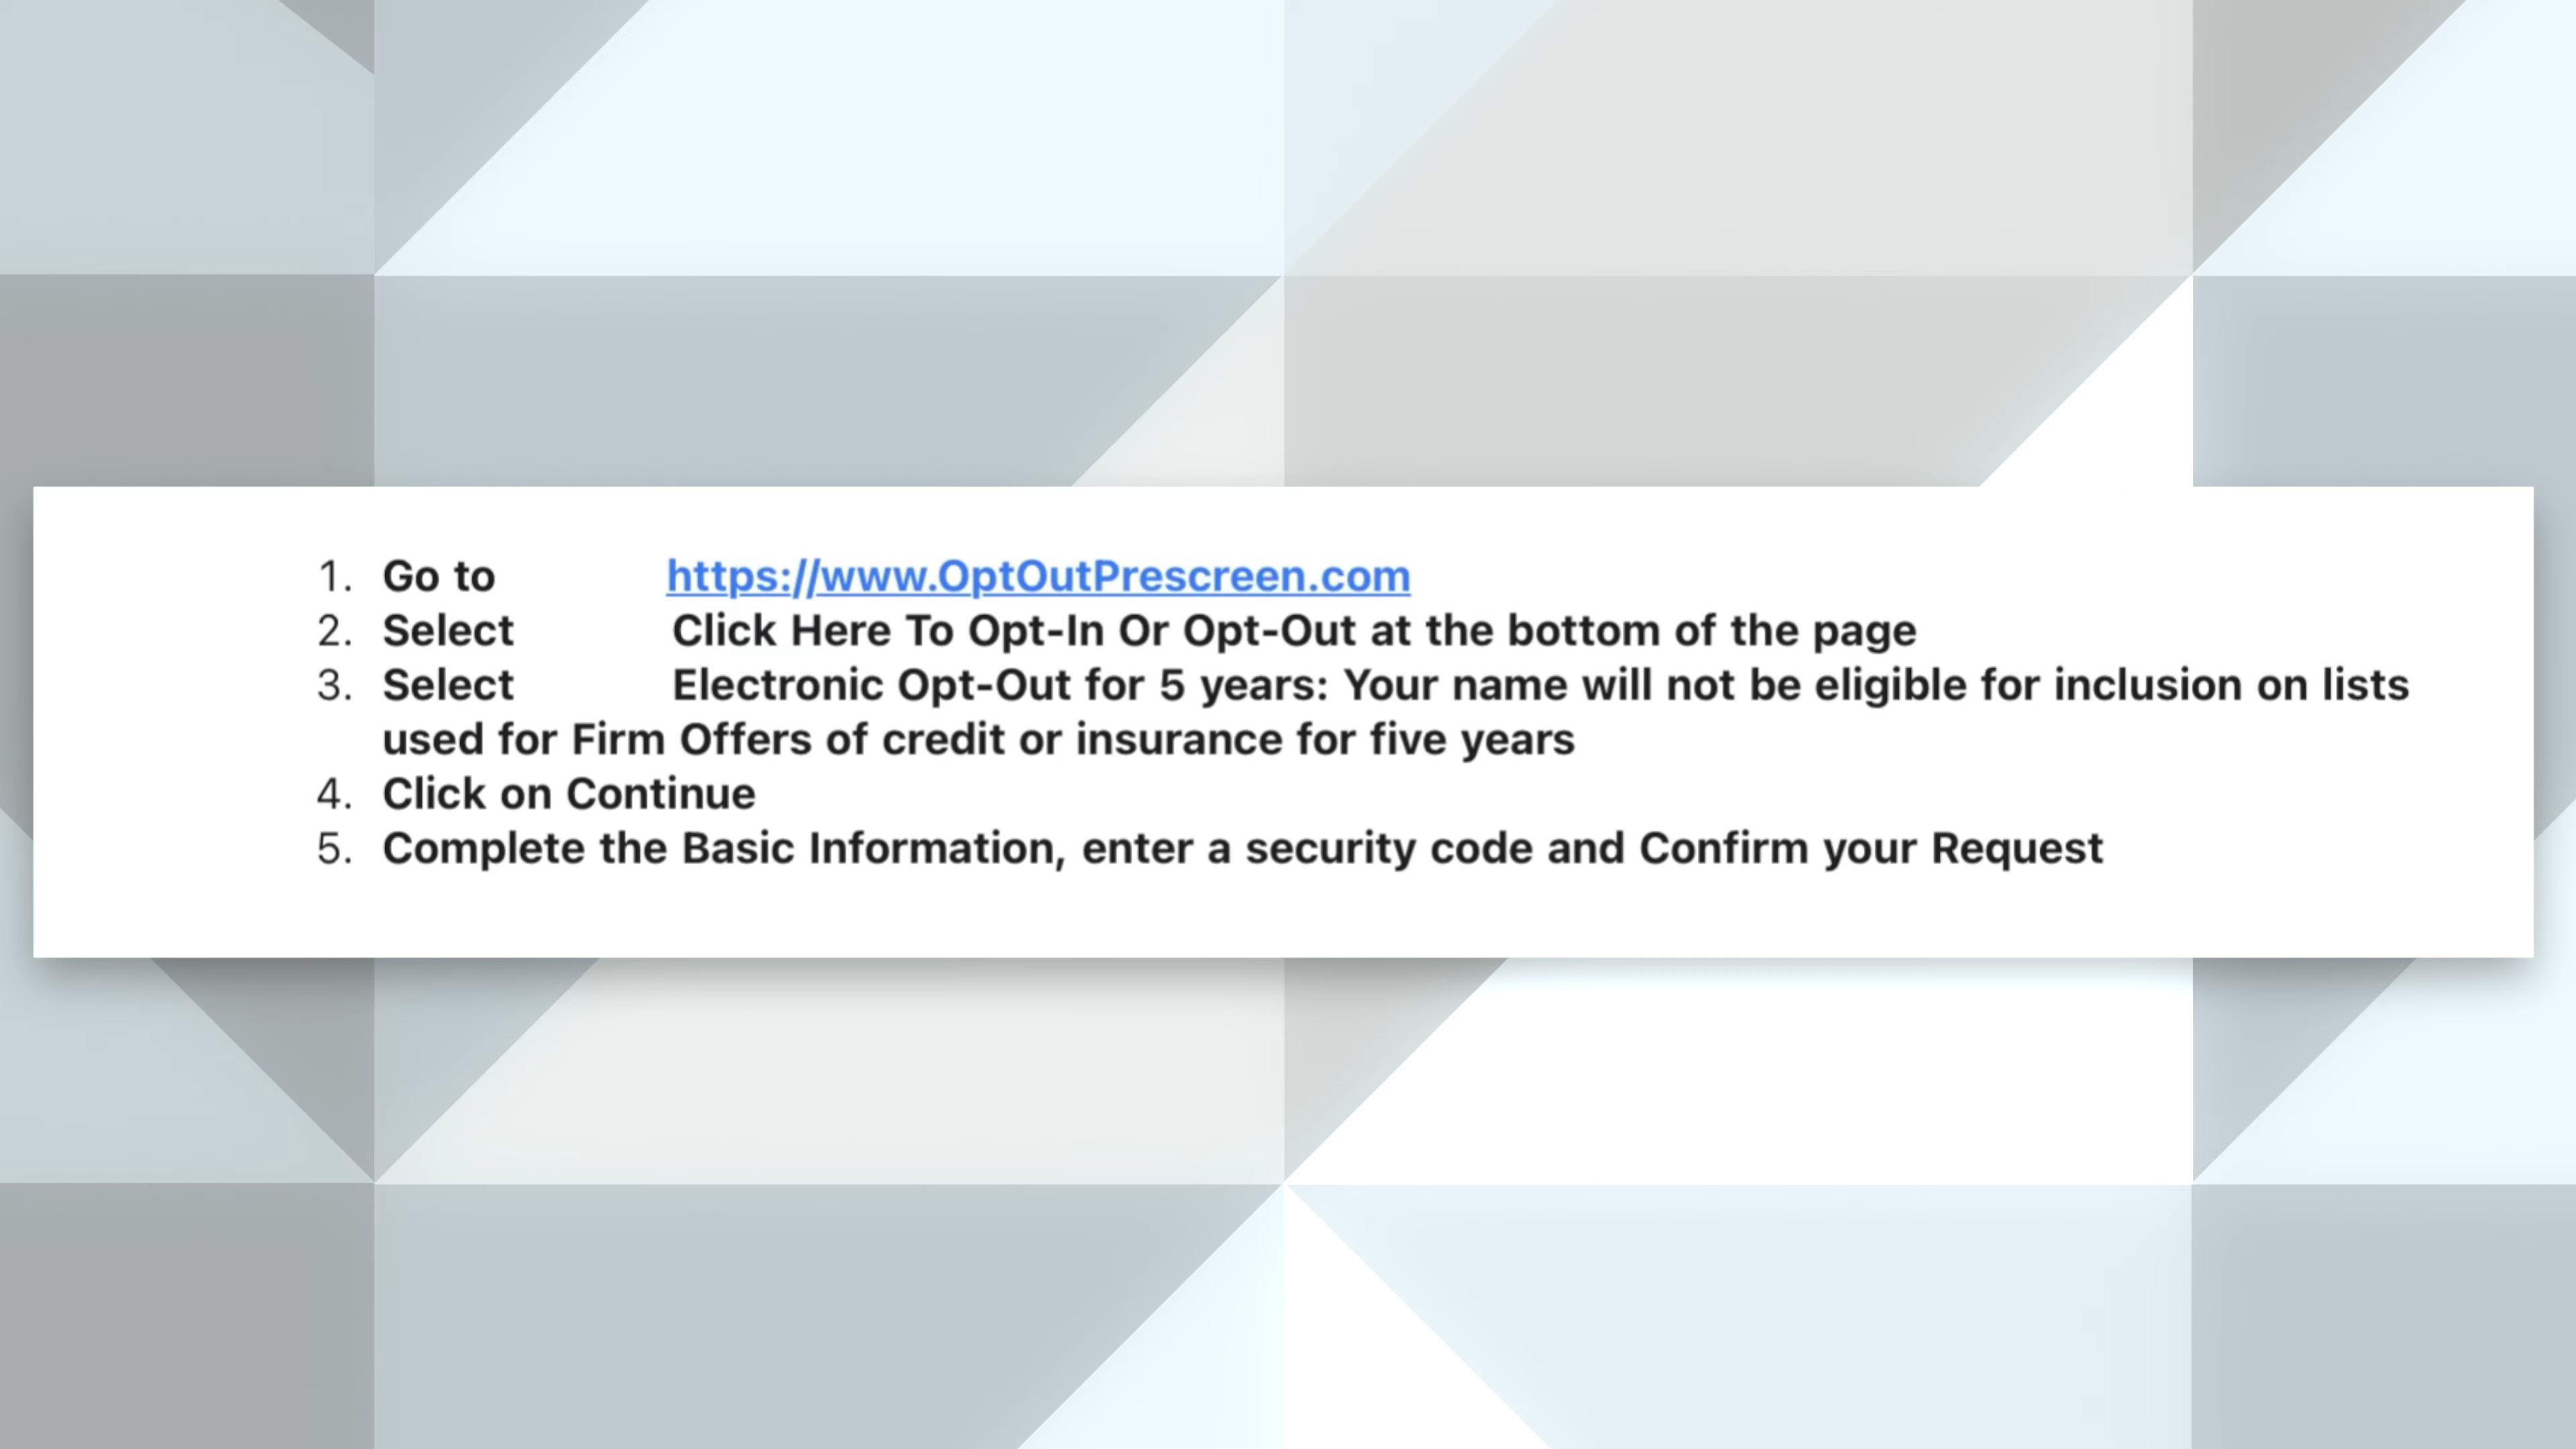 1. Go to https://www.OptOutPrescreen.com
2. Select Click Here To Opt-In Or Opt-Out at the bottom of the page
3. Select Electronic Opt-Out for 5 years: Your name will not be eligible for inclusion on lists
used for Firm Offers of credit or insurance for five years
4. Click on Continue
5. Complete the Basic Information, enter a security code and Confirm your Request